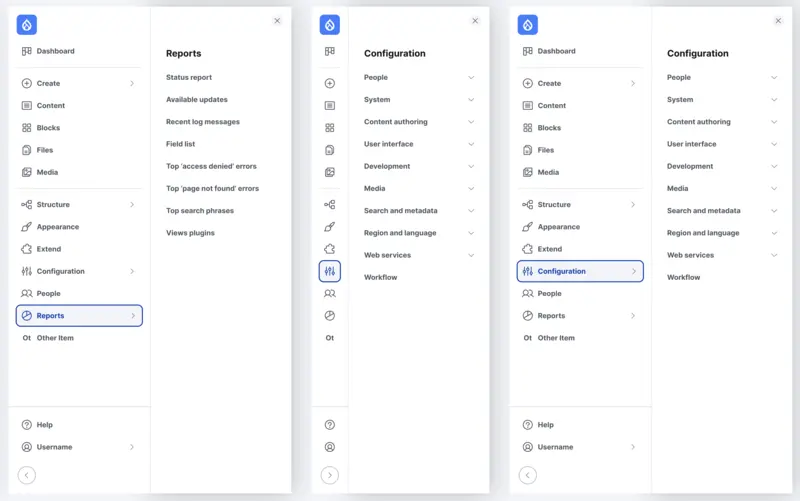 Dashboard
Create
Content
Blocks
Files
Media
Structure
Appearance
Extend
Configuration
People
Reports
Ot Other Item
Help
Username
Reports
Status report
Available updates
Recent log messages
Field list
Top ‘access denied’ errors
Top ‘page not found’ errors
Top search phrases
Views plugins
Ot
Configuration
People
System
Content authoring
User interface
Development
Media
Search and metadata
Region and language
Web services
Workflow
Dashboard
Create
Content
Blocks
Files
Media
Structure
Appearance
Extend
Configuration
People
Reports
Ot Other Item
Help
Username
Configuration
People
System
Content authoring
User interface
Development
Media
Search and metadata
Region and language
Web services
Workflow